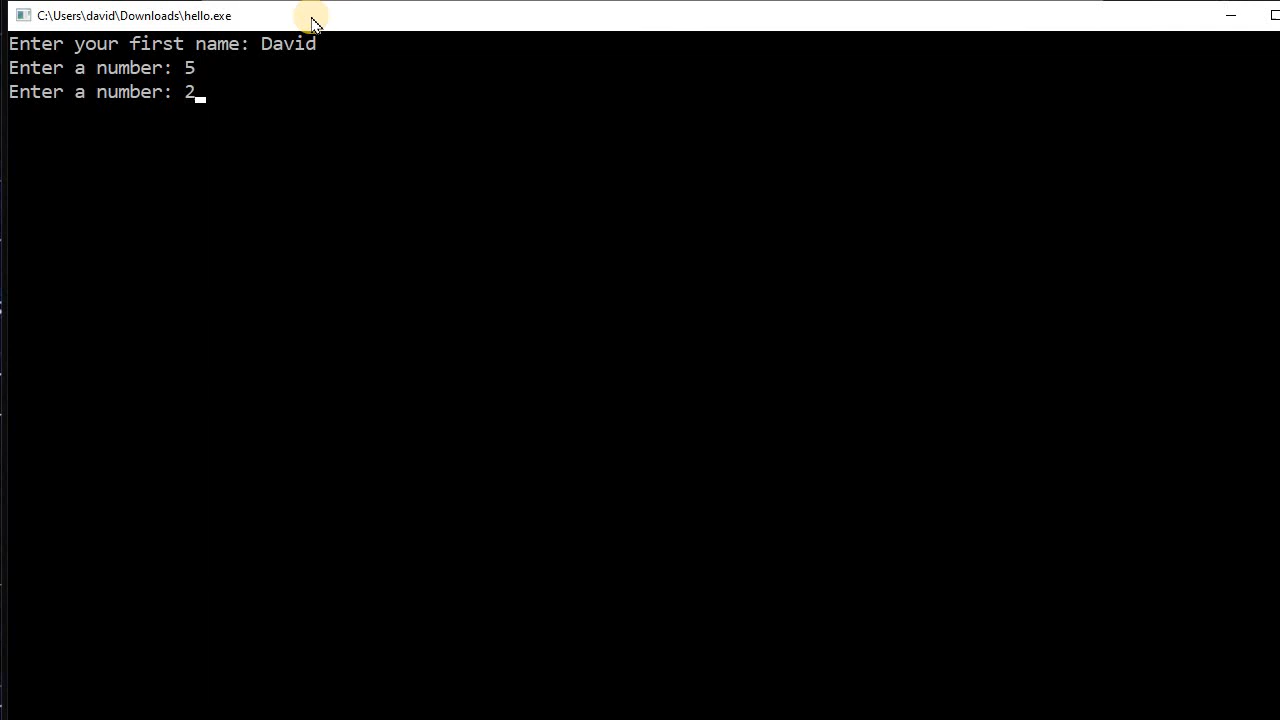 C:\Users\david\Downloads\hello.exe
Enter your first name: David
Enter a number: 5
Enter a number: 2